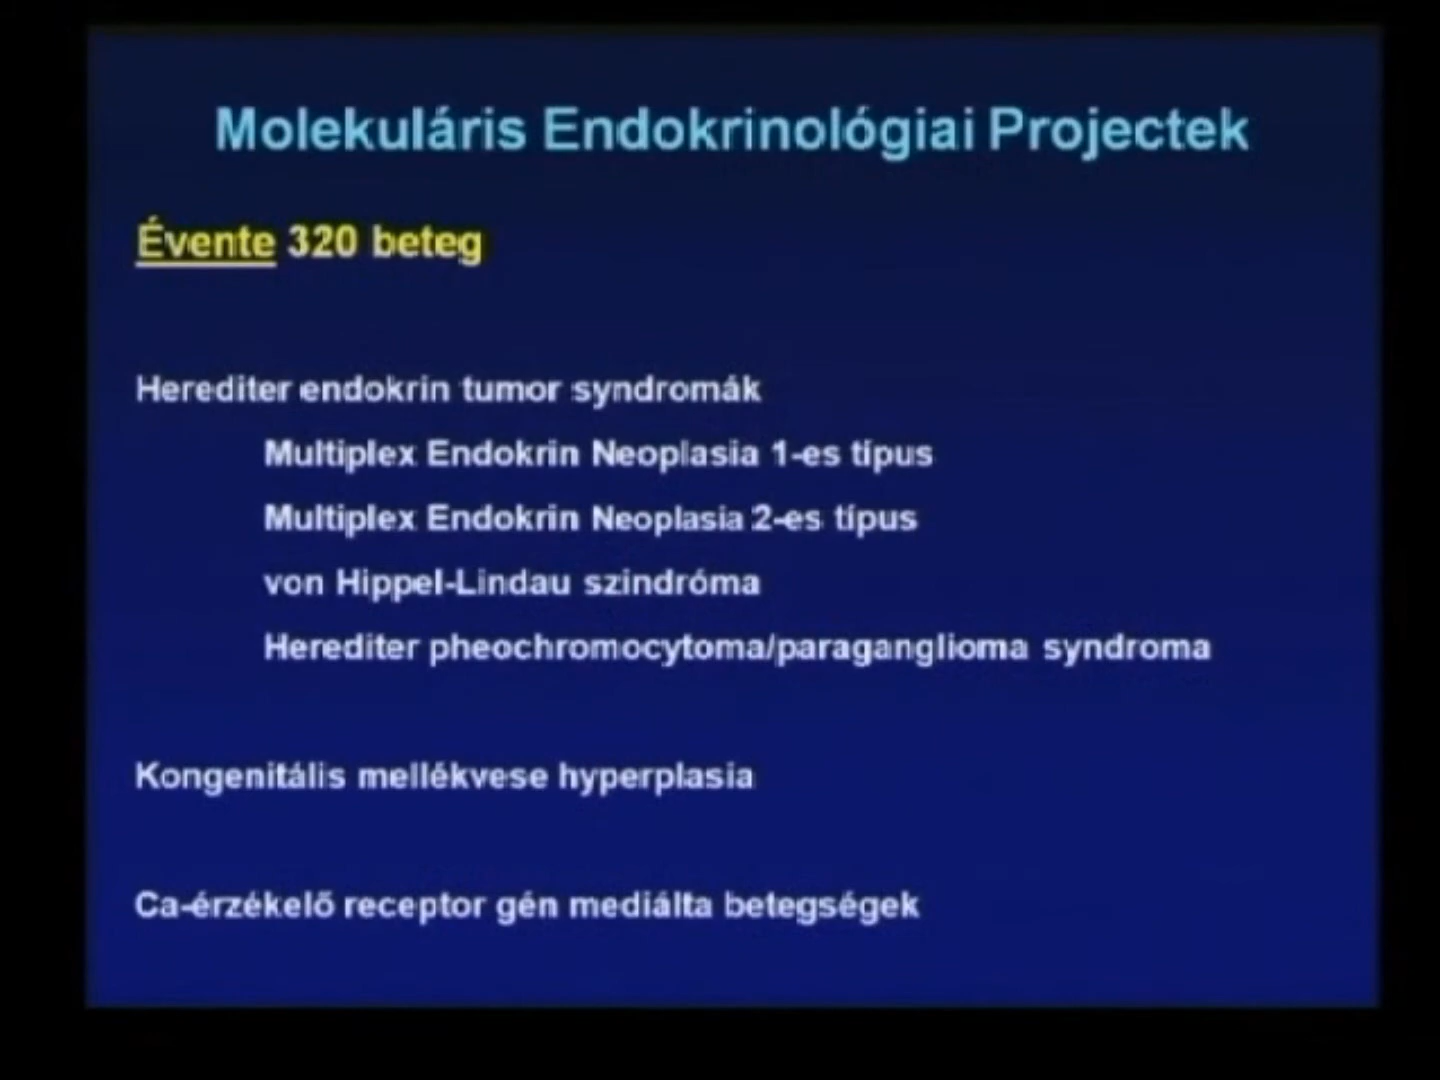 Molekuláris Endokrinológiai Projectek
Évente 320 beteg
Herediter endokrin tumor syndromák
Multiplex Endokrin Neoplasia 1-es típus
Multiplex Endokrin Neoplasia 2-es típus
von Hippel-Lindau szindróma
Herediter pheochromocytoma/paraganglioma syndroma
Kongenitális mellékvese hyperplasia
Ca-érzékelő receptor gén mediálta betegségek